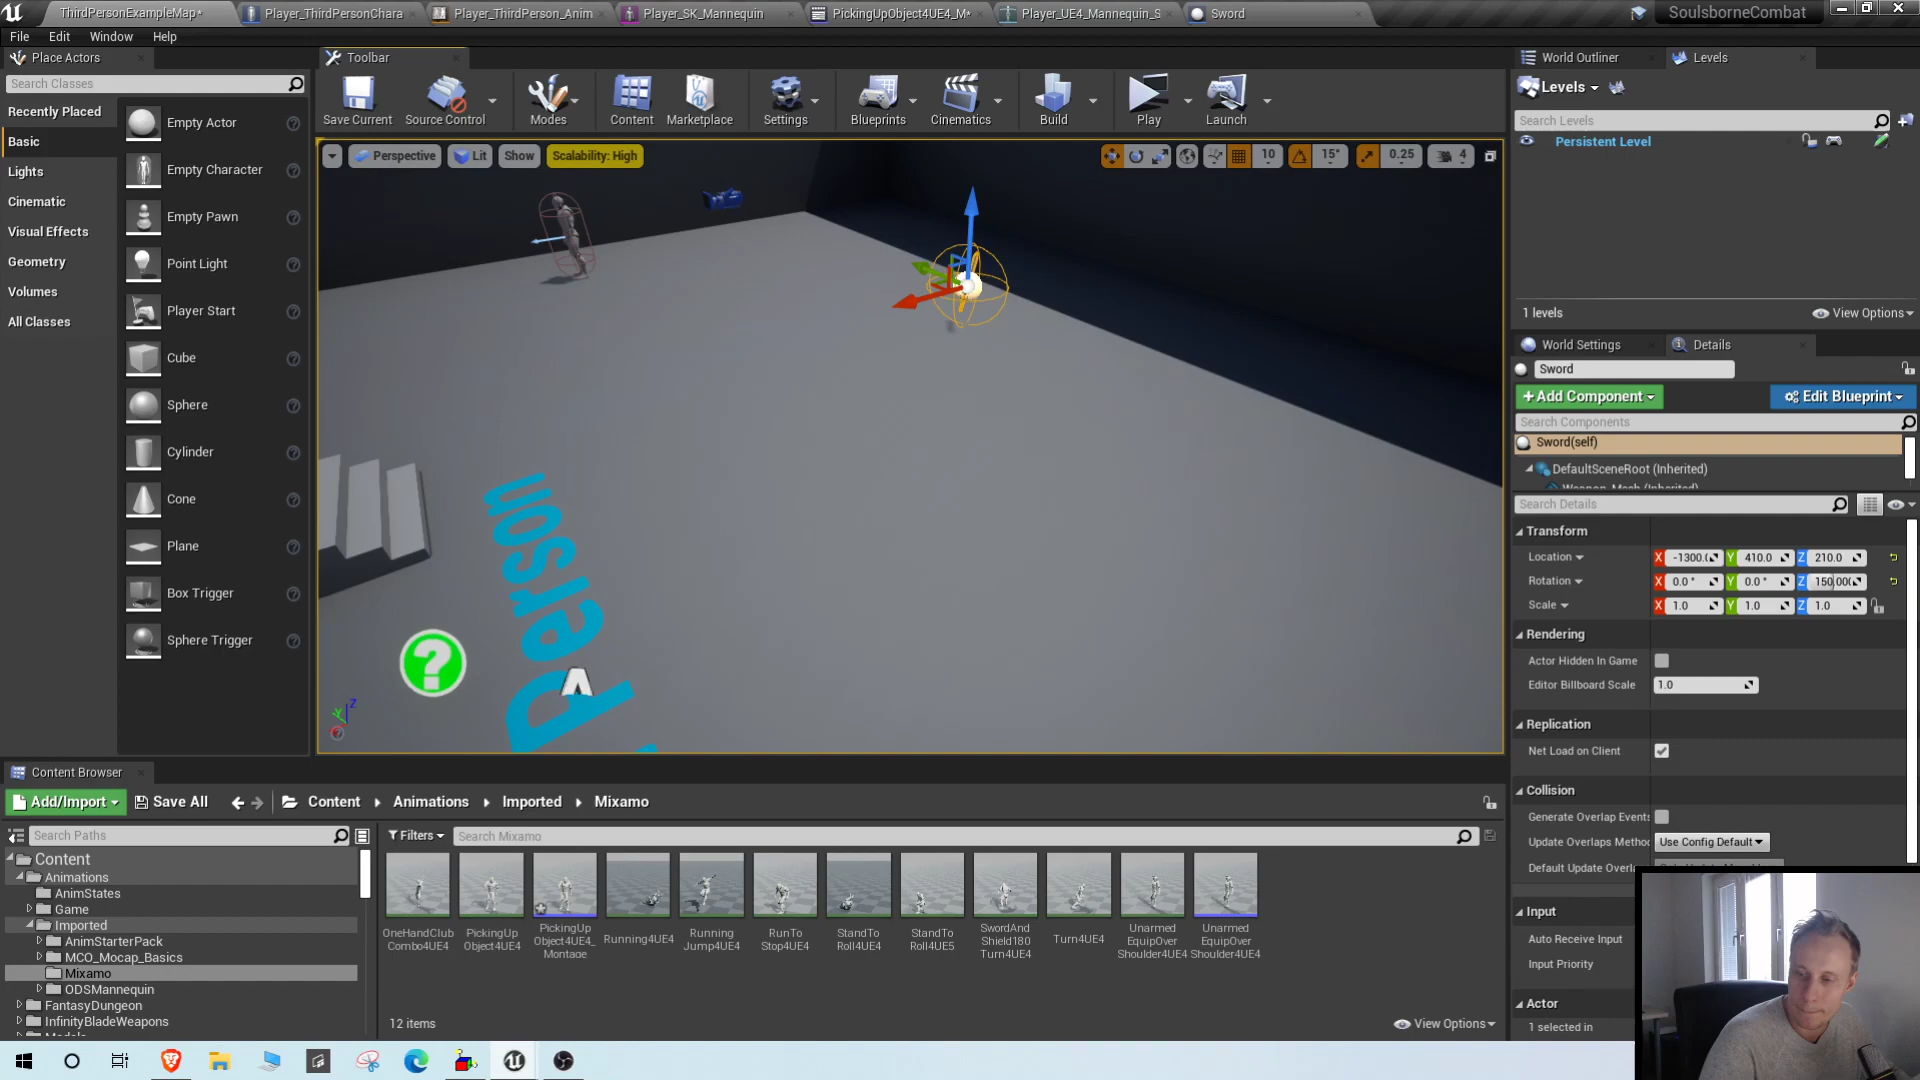 ThirdPersonExampleMap*
Player_ThirdPersonChara
Player_ThirdPerson_Anim
Player_SK_Mannequin
PickingUpObject4UE4_M*
Player_UE4_Mannequin_S
Sword
SoulsborneCombat
File Edit Window Help
Place Actors
Search Classes
Recently Placed
Basic
Lights
Cinematic
Visual Effects
Geometry
Volumes
All Classes
Empty Actor
Empty Character
Empty Pawn
Point Light
Player Start
Cube
Sphere
Cylinder
Cone
Plane
Box Trigger
Sphere Trigger
Toolbar
Save Current
Source Control
Modes
Content
Marketplace
Settings
Blueprints
Cinematics
Build
Play
Launch
Perspective
Lit
Show
Scalability: High
10
15°
0.25
4
Person
?
World Outliner
Levels
Levels
Search Levels
Persistent Level
1 levels
View Options
World Settings
Details
Sword
+Add Component
Edit Blueprint
Search Components
Sword(self)
DefaultSceneRoot (Inherited)
Weapon_Mesh (Inherited)
Search Details
Transform
Location X -1300.0 Y 410.0 Z 210.0
Rotation X 0.0 ° Y 0.0 ° Z 150.00
Scale X 1.0 Y 1.0 Z 1.0
Rendering
Actor Hidden In Game
Editor Billboard Scale 1.0
Replication
Net Load on Client
Collision
Generate Overlap Events
Update Overlaps Metho
Use Config Default
Default Update Overla
Input
Auto Receive Input
Input Priority
Actor
1 selected in
Content Browser
Add/Import
Save All
Content
Animations
Imported
Mixamo
Search Paths
Filters
Search Mixamo
Content
Animations
AnimStates
Game
Imported
AnimStarterPack
MCO_Mocap_Basics
Mixamo
ODSMannequin
FantasyDungeon
InfinityBladeWeapons
OneHandClub
Combo4UE4
PickingUp
Object4UE4
PickingUp
Object4UE4_
Montage
Running4UE4
Running
Jump4UE4
RunTo
Stop4UE4
StandTo
Roll4UE4
StandTo
Roll4UE5
SwordAnd
Shield180
Turn4UE4
Turn4UE4
Unarmed
EquipOver
Shoulder4UE4
Unarmed
EquipOver
Shoulder4UE4
12 items
View Options